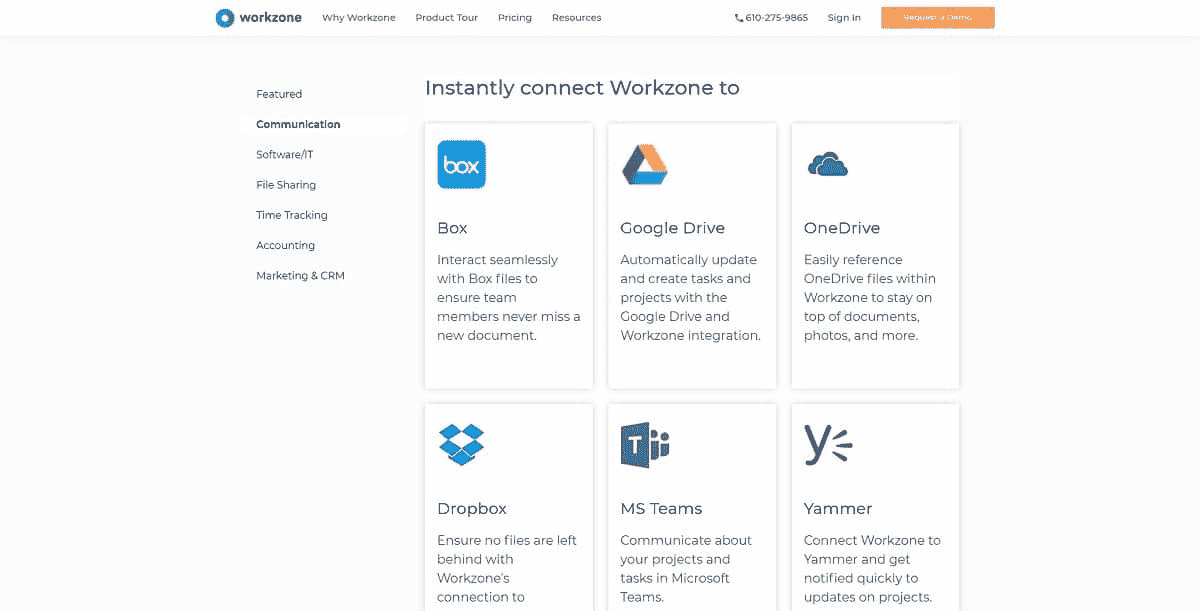 workzone Why Workzone Product Tour Pricing Resources 610-275-9865 Sign in Request a Demo
Featured
Communication
Software/IT
File Sharing
Time Tracking
Accounting
Marketing & CRM
Instantly connect Workzone to
box
Box
Interact seamlessly
with Box files to
ensure team
members never miss a
new document.
Google Drive
Automatically update
and create tasks and
projects with the
Google Drive and
Workzone integration.
OneDrive
Easily reference
OneDrive files within
Workzone to stay on
top of documents,
photos, and more.
Dropbox
Ensure no files are left
behind with
Workzone's
connection to
T
MS Teams
Communicate about
your projects and
tasks in Microsoft
Teams.
Yammer
Connect Workzone to
Yammer and get
notified quickly to
updates on projects.